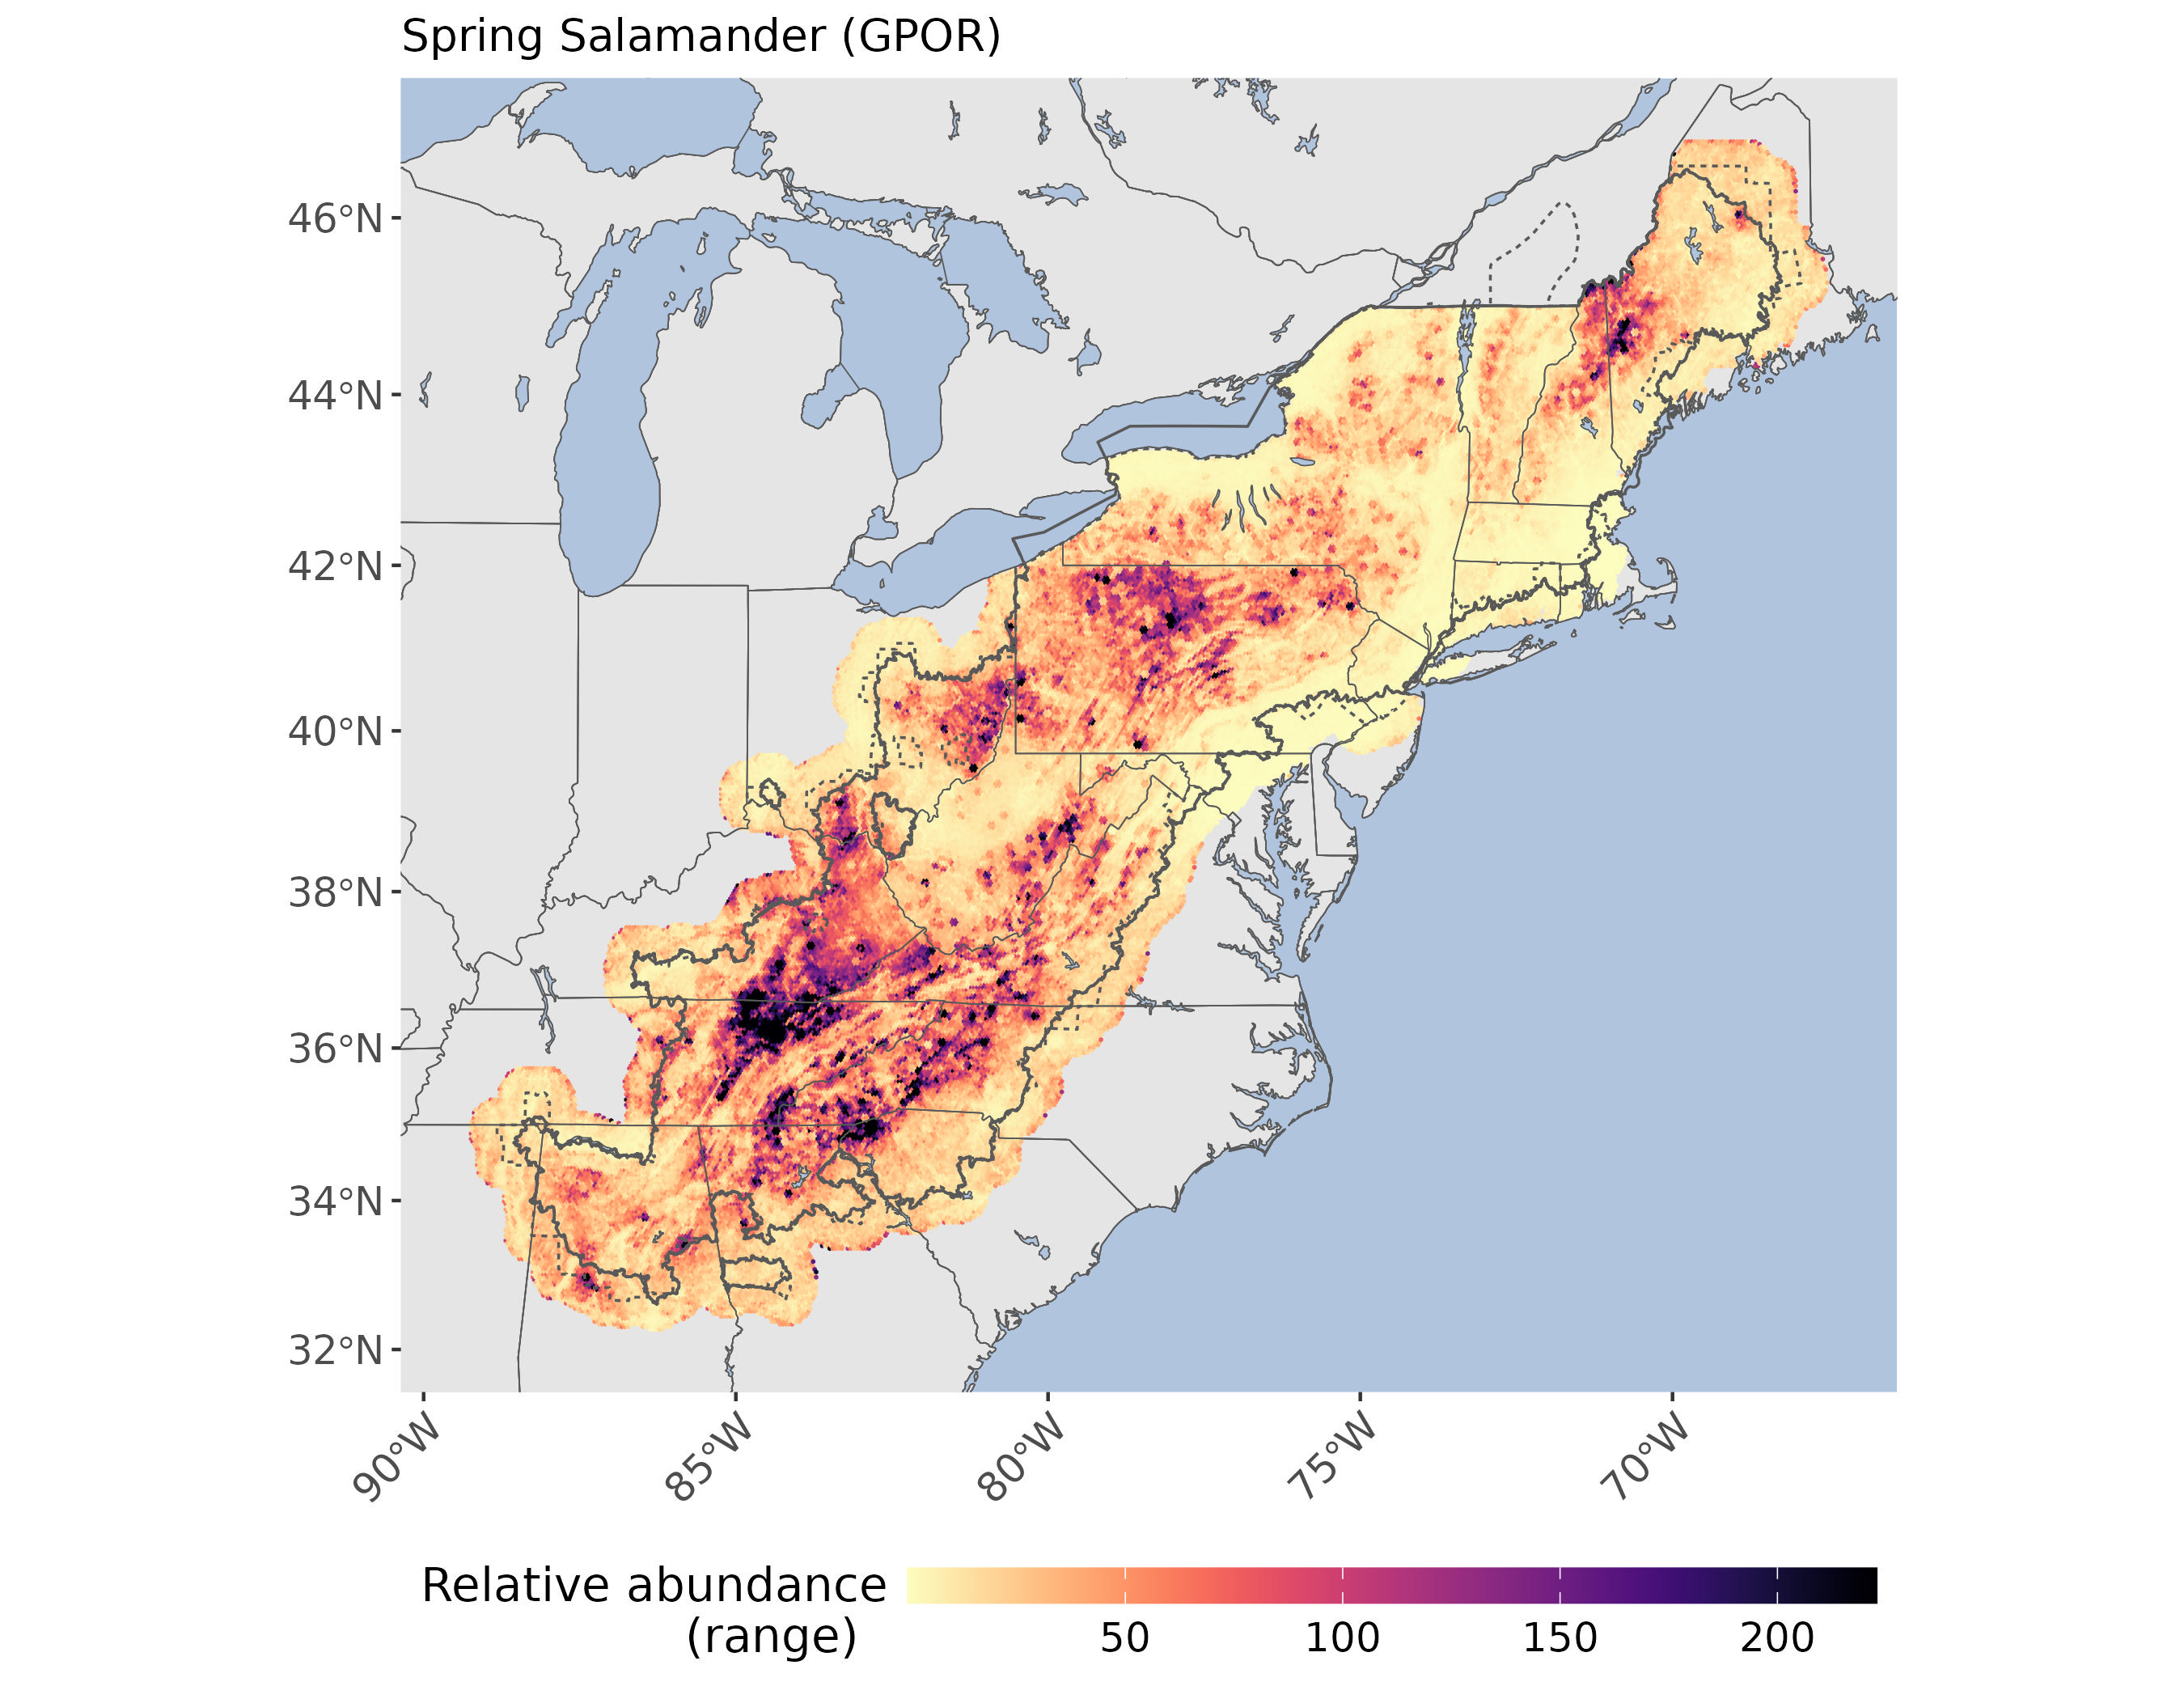 Spring Salamander (GPOR)
46°N
44°N
42°N
40°N
38°N
36°N
34°N
32°N
90°W
85°W
80°W
75°W
70°W
Relative abundance
(range)
50
100
150
200